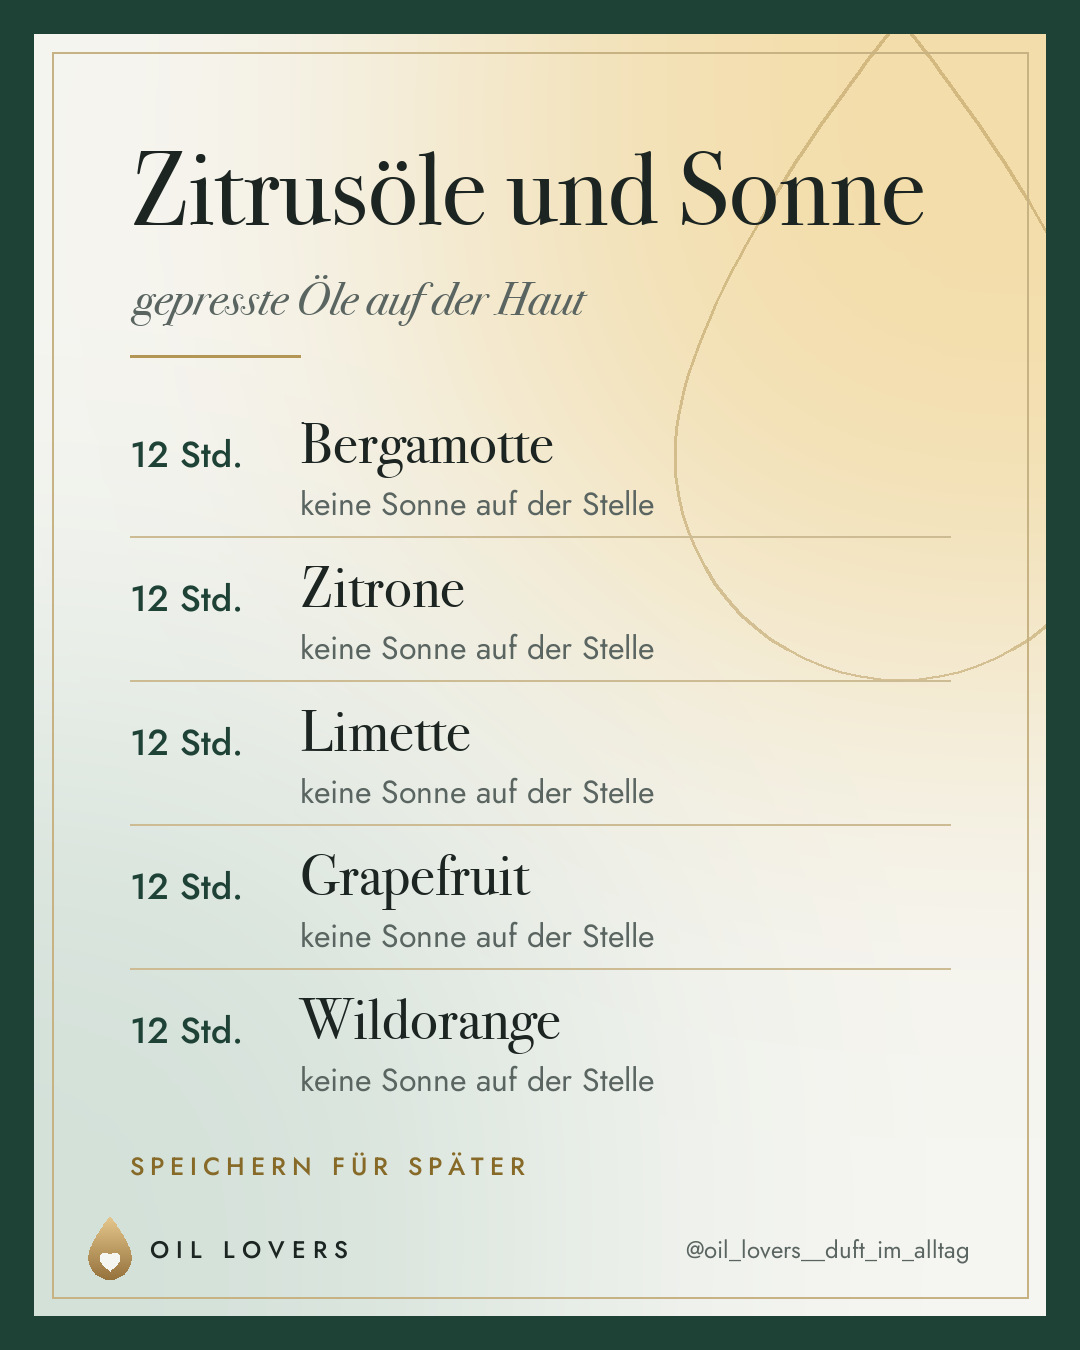 Zitrusöle und Sonne
gepresste Öle auf der Haut
12 Std.
Bergamotte
keine Sonne auf der Stelle
12 Std.
Zitrone
keine Sonne auf der Stelle
12 Std.
Limette
keine Sonne auf der Stelle
12 Std.
Grapefruit
keine Sonne auf der Stelle
12 Std.
Wildorange
keine Sonne auf der Stelle
SPEICHERN FÜR SPÄTER
OIL LOVERS
@oil_lovers__duft_im_alltag